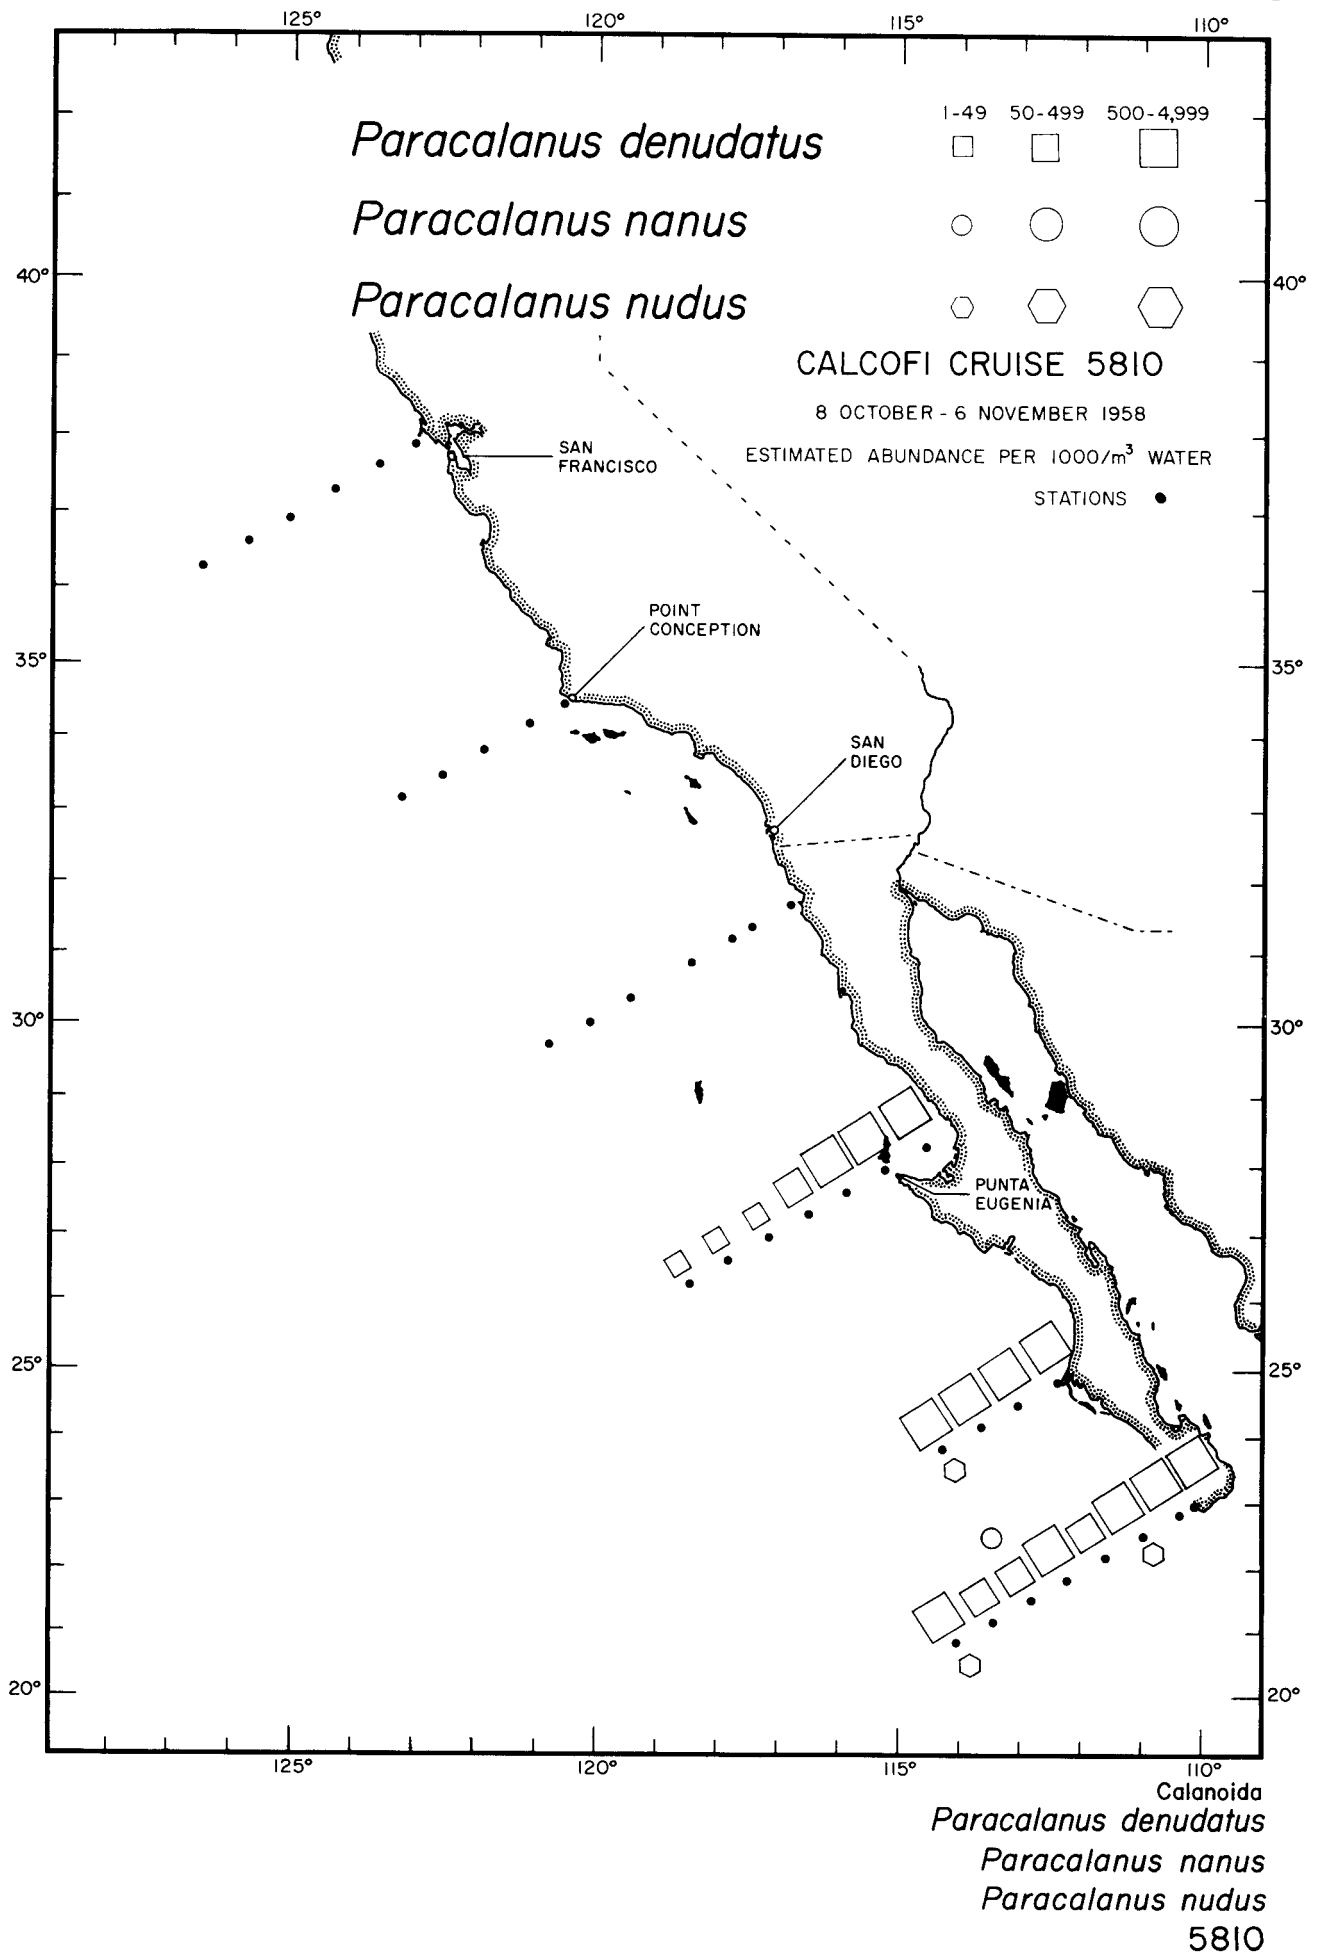 125° 120° 115° 110°
1-49 50-499 500-4,999
Paracalanus denudatus
Paracalanus nanus
Paracalanus nudus
40° 40°
CALCOFI CRUISE 5810
8 OCTOBER - 6 NOVEMBER 1958
ESTIMATED ABUNDANCE PER 1000/m³ WATER
STATIONS
SAN
FRANCISCO
POINT
CONCEPTION
35° 35°
SAN
DIEGO
30° 30°
PUNTA
EUGENIA
25° 25°
20° 20°
125° 120° 115° 110°
Calanoida
Paracalanus denudatus
Paracalanus nanus
Paracalanus nudus
5810